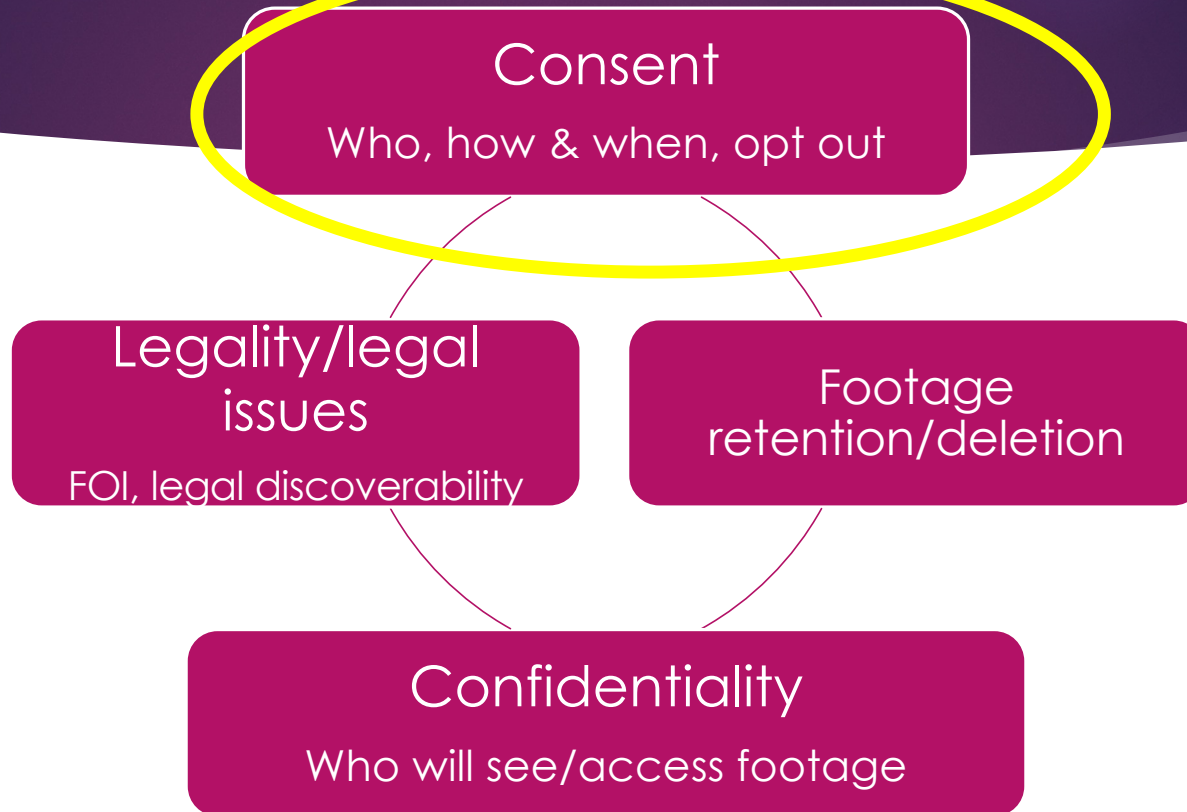 Consent
Who, how & when, opt out
Legality/legal
issues
FOI, legal discoverability
Footage
retention/deletion
Confidentiality
Who will see/access footage